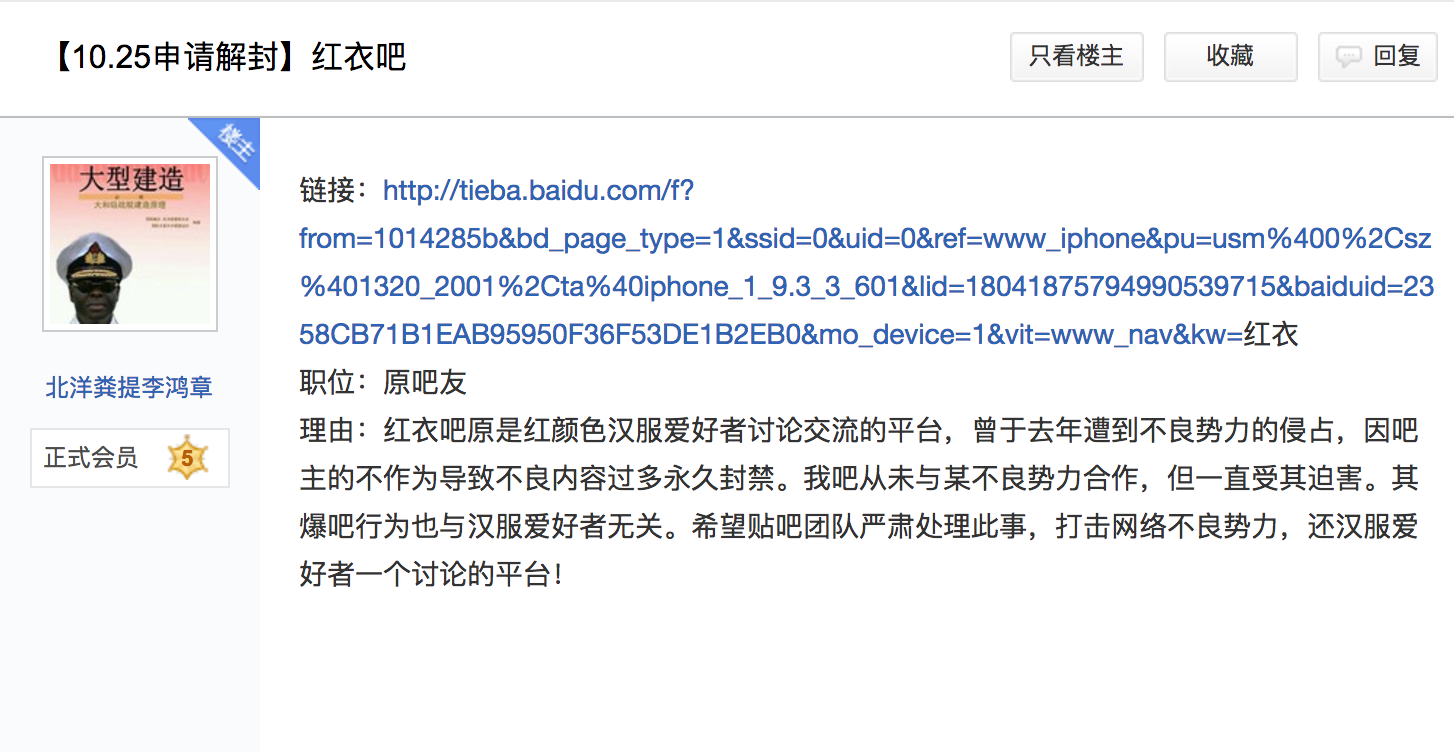 【10.25申请解封】红衣吧
只看楼主
收藏
回复
楼主
大型建造
北洋粪提李鸿章
正式会员
5
链接：http://tieba.baidu.com/f?
from=1014285b&bd_page_type=1&ssid=0&uid=0&ref=www_iphone&pu=usm%400%2Csz
%401320_2001%2Cta%40iphone_1_9.3_3_601&lid=18041875794990539715&baiduid=23
58CB71B1EAB95950F36F53DE1B2EB0&mo_device=1&vit=www_nav&kw=红衣
职位：原吧友
理由：红衣吧原是红颜色汉服爱好者讨论交流的平台，曾于去年遭到不良势力的侵占，因吧
主的不作为导致不良内容过多永久封禁。我吧从未与某不良势力合作，但一直受其迫害。其
爆吧行为也与汉服爱好者无关。希望贴吧团队严肃处理此事，打击网络不良势力，还汉服爱
好者一个讨论的平台！